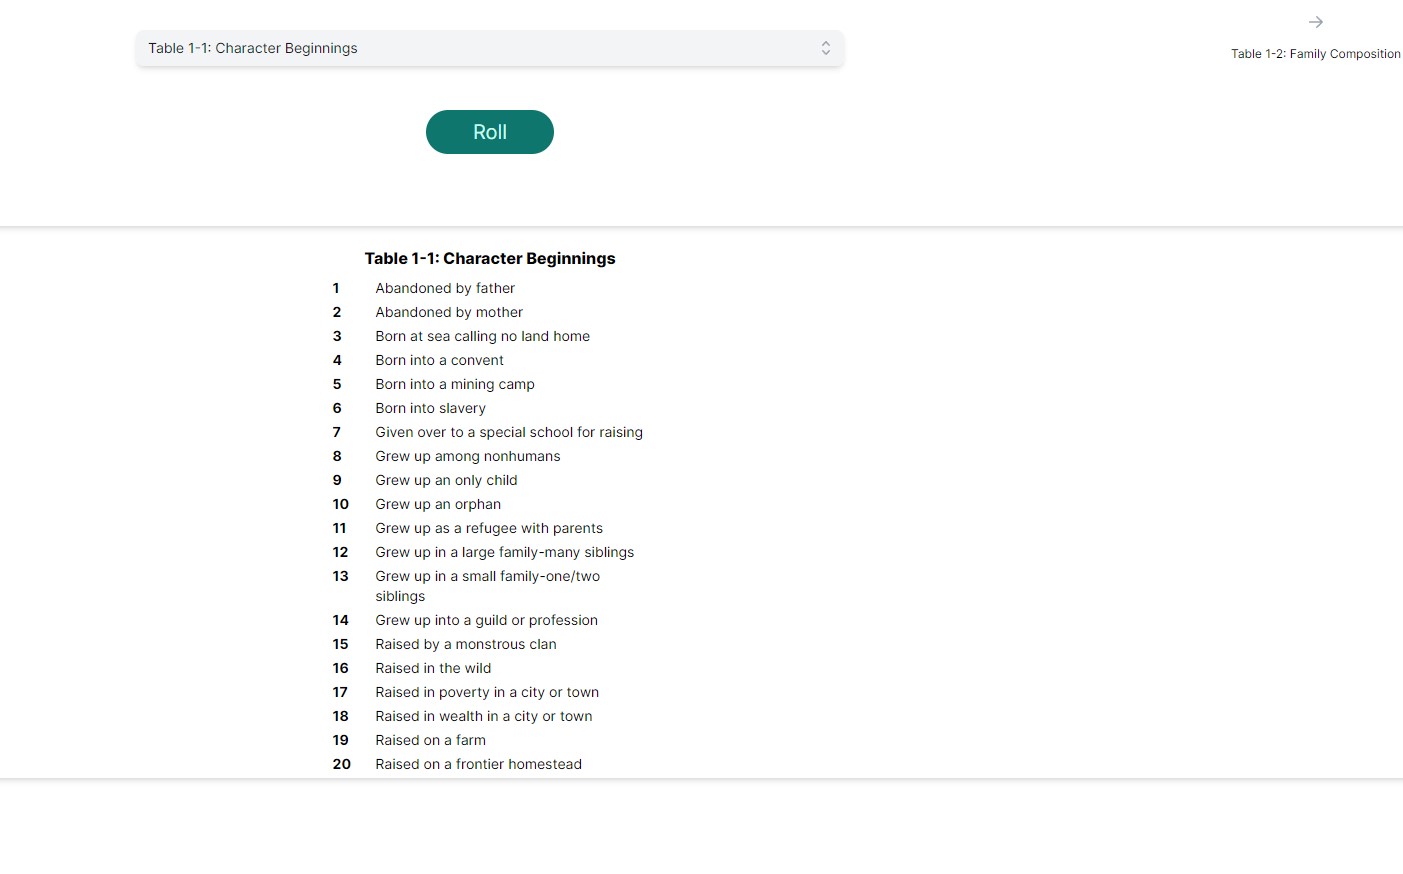 Table 1-1: Character Beginnings
Table 1-2: Family Composition
Roll
Table 1-1: Character Beginnings
1 Abandoned by father
2 Abandoned by mother
3 Born at sea calling no land home
4 Born into a convent
5 Born into a mining camp
6 Born into slavery
7 Given over to a special school for raising
8 Grew up among nonhumans
9 Grew up an only child
10 Grew up an orphan
11 Grew up as a refugee with parents
12 Grew up in a large family-many siblings
13 Grew up in a small family-one/two
siblings
14 Grew up into a guild or profession
15 Raised by a monstrous clan
16 Raised in the wild
17 Raised in poverty in a city or town
18 Raised in wealth in a city or town
19 Raised on a farm
20 Raised on a frontier homestead